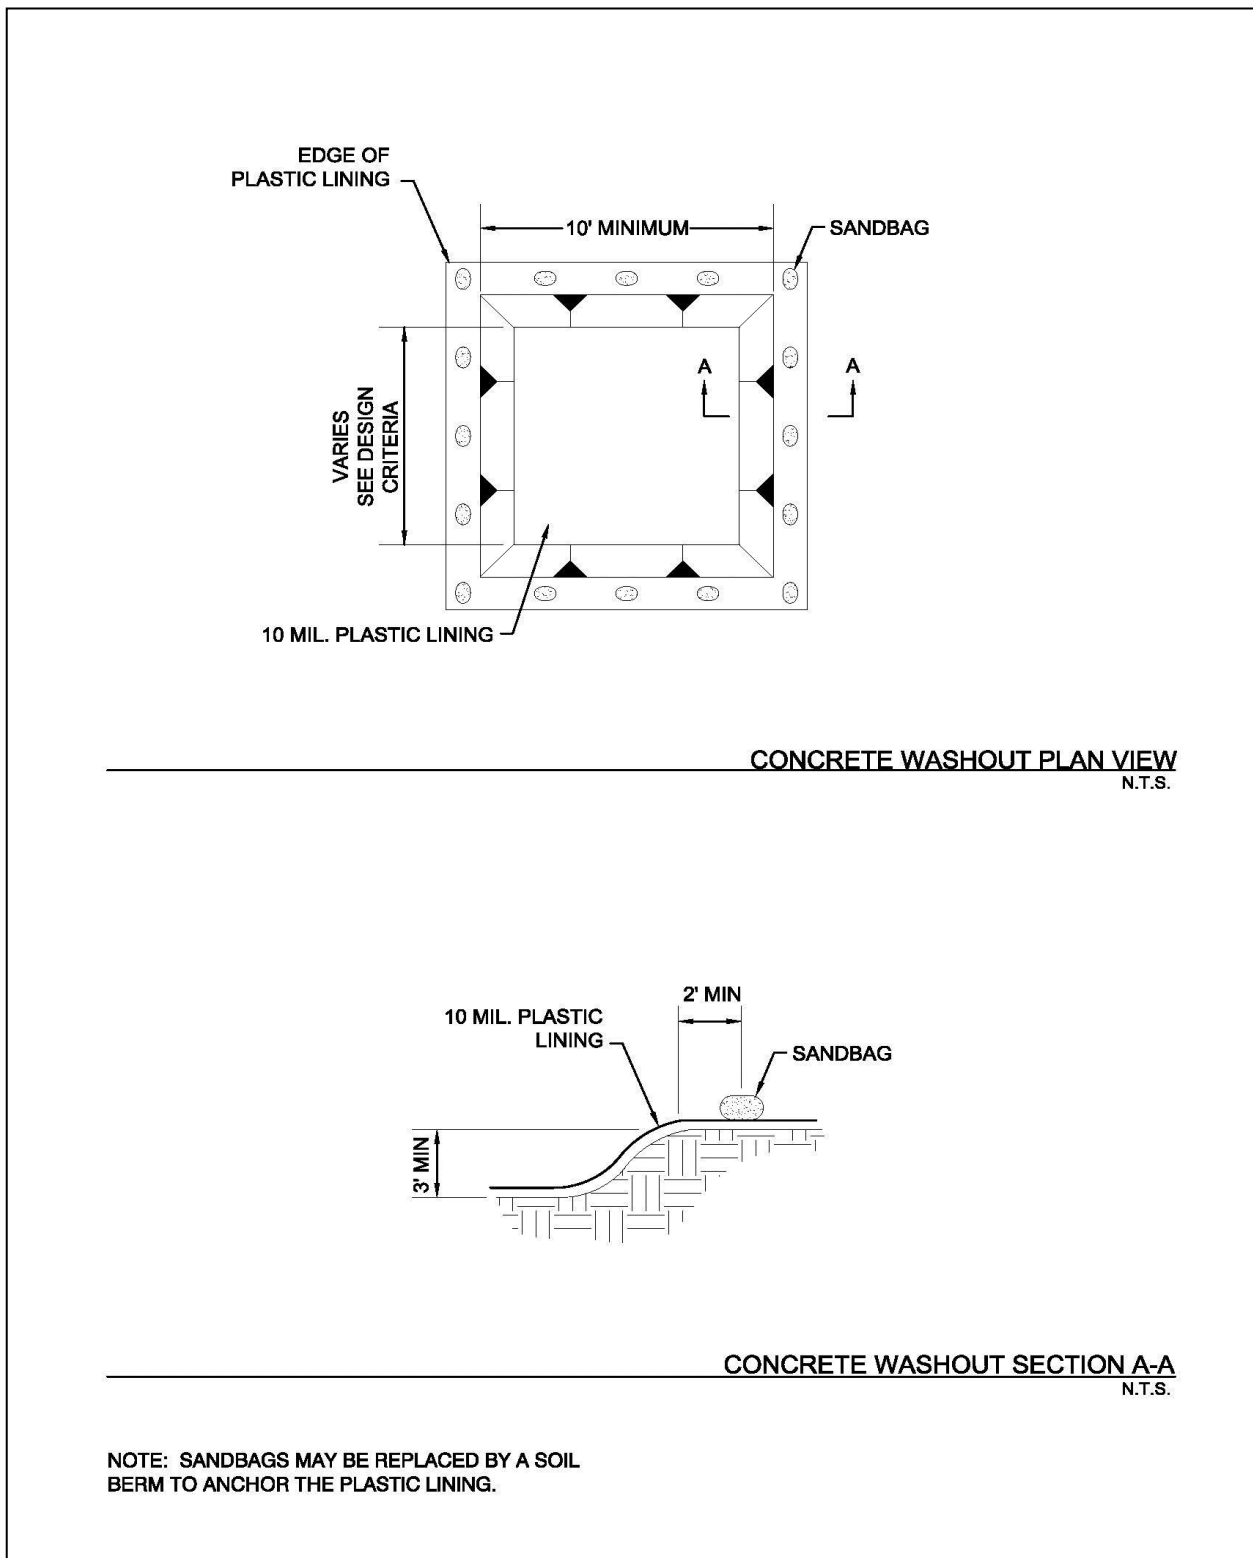 EDGE OF
PLASTIC LINING
10' MINIMUM
SANDBAG
A
A
VARIES
SEE DESIGN
CRITERIA
10 MIL. PLASTIC LINING
CONCRETE WASHOUT PLAN VIEW
N.T.S.
2' MIN
10 MIL. PLASTIC
LINING
SANDBAG
3' MIN
CONCRETE WASHOUT SECTION A-A
N.T.S.
NOTE: SANDBAGS MAY BE REPLACED BY A SOIL
BERM TO ANCHOR THE PLASTIC LINING.